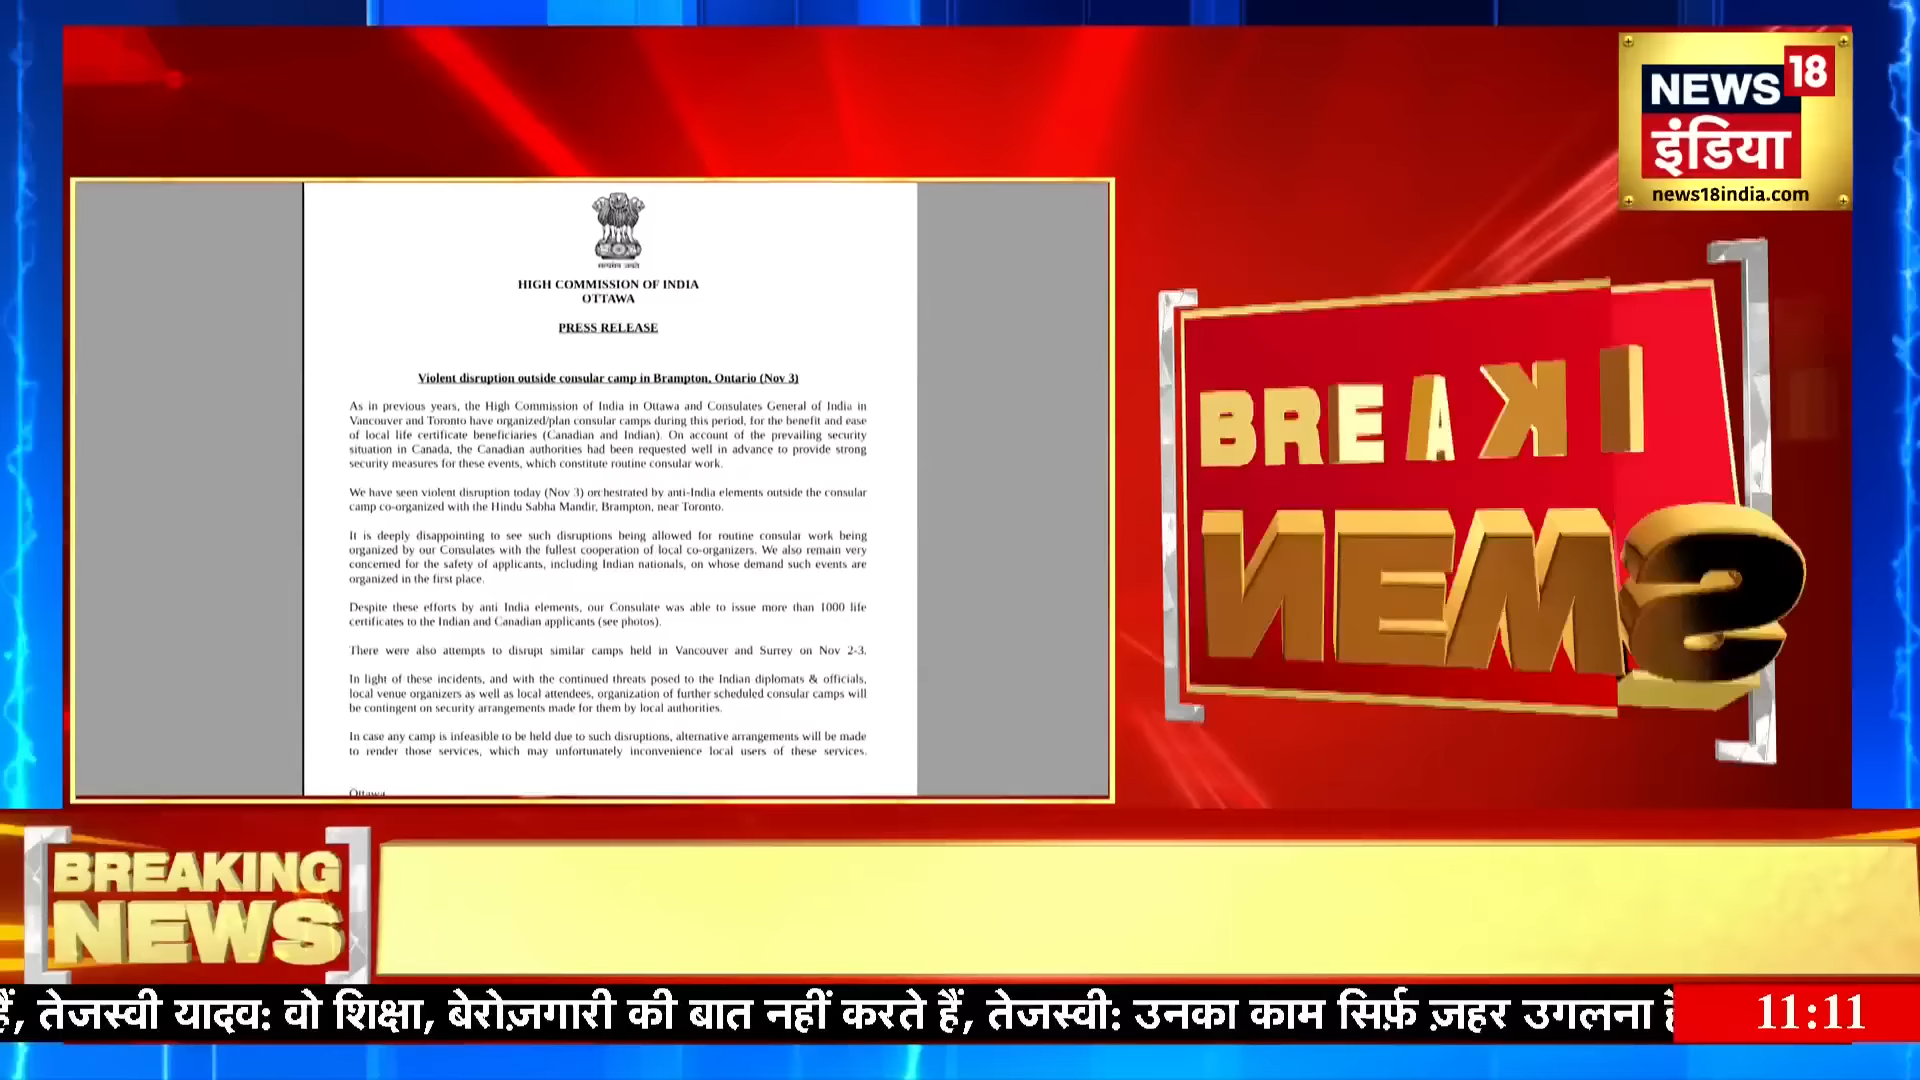 NEWS 18
इंडिया
news18india.com
सत्यमेव जयते
HIGH COMMISSION OF INDIA
OTTAWA
PRESS RELEASE
Violent disruption outside consular camp in Brampton, Ontario (Nov 3)
As in previous years, the High Commission of India in Ottawa and Consulates General of India in
Vancouver and Toronto have organized/plan consular camps during this period, for the benefit and ease
of local life certificate beneficiaries (Canadian and Indian). On account of the prevailing security
situation in Canada, the Canadian authorities had been requested well in advance to provide strong
security measures for these events, which constitute routine consular work.
We have seen violent disruption today (Nov 3) orchestrated by anti-India elements outside the consular
camp co-organized with the Hindu Sabha Mandir, Brampton, near Toronto.
It is deeply disappointing to see such disruptions being allowed for routine consular work being
organized by our Consulates with the fullest cooperation of local co-organizers. We also remain very
concerned for the safety of applicants, including Indian nationals, on whose demand such events are
organized in the first place.
Despite these efforts by anti India elements, our Consulate was able to issue more than 1000 life
certificates to the Indian and Canadian applicants (see photos).
There were also attempts to disrupt similar camps held in Vancouver and Surrey on Nov 2-3.
In light of these incidents, and with the continued threats posed to the Indian diplomats & officials,
local venue organizers as well as local attendees, organization of further scheduled consular camps will
be contingent on security arrangements made for them by local authorities.
In case any camp is infeasible to be held due to such disruptions, alternative arrangements will be made
to render those services, which may unfortunately inconvenience local users of these services.
Ottawa
BREAKI
NEWS
BREAKING
NEWS
हैं, तेजस्वी यादव: वो शिक्षा, बेरोज़गारी की बात नहीं करते हैं, तेजस्वी: उनका काम सिर्फ़ ज़हर उगलना है
11:11